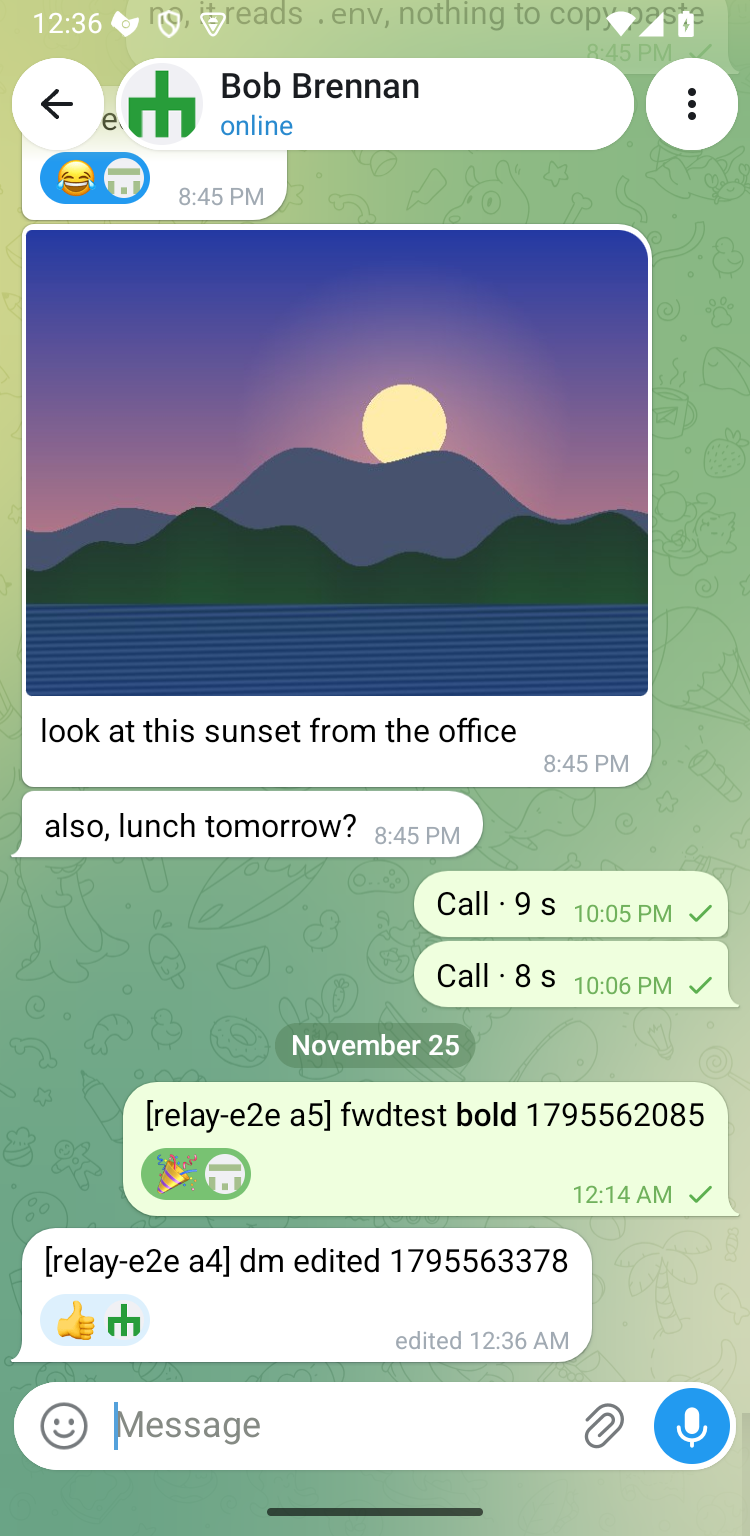 no, it reads .env, nothing to copy-paste
8:45 PM
12:36
Bob Brennan
online
8:45 PM
look at this sunset from the office
8:45 PM
also, lunch tomorrow? 8:45 PM
Call · 9 s 10:05 PM
Call · 8 s 10:06 PM
November 25
[relay-e2e a5] fwdtest bold 1795562085
12:14 AM
[relay-e2e a4] dm edited 1795563378
edited 12:36 AM
Message